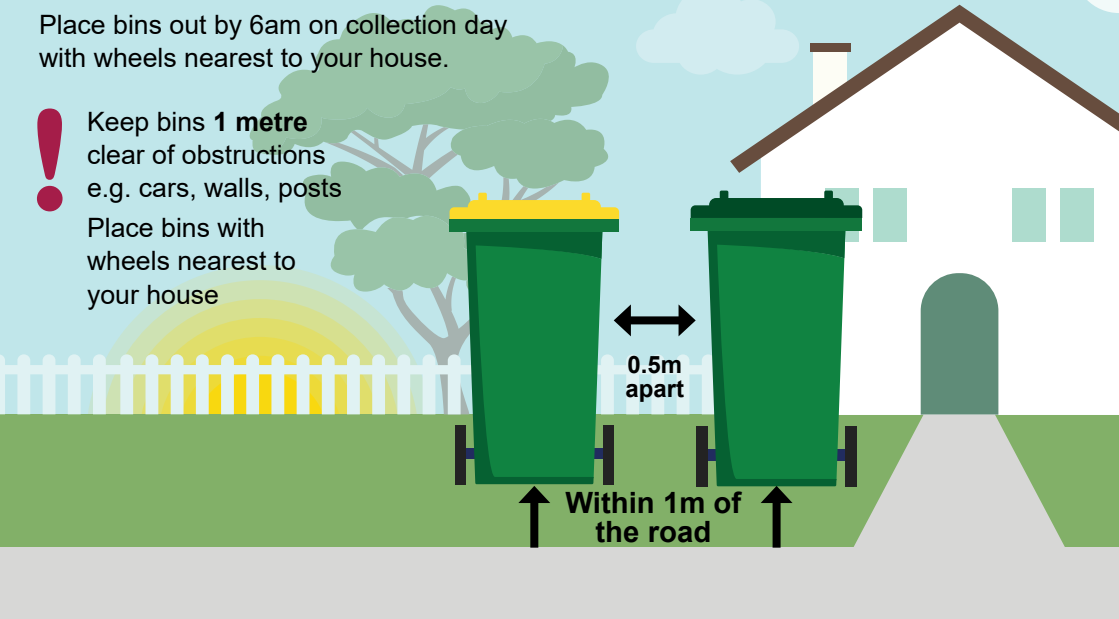 Place bins out by 6am on collection day
with wheels nearest to your house.
Keep bins 1 metre
clear of obstructions
e.g. cars, walls, posts
Place bins with
wheels nearest to
your house
0.5m
apart
Within 1m of
the road